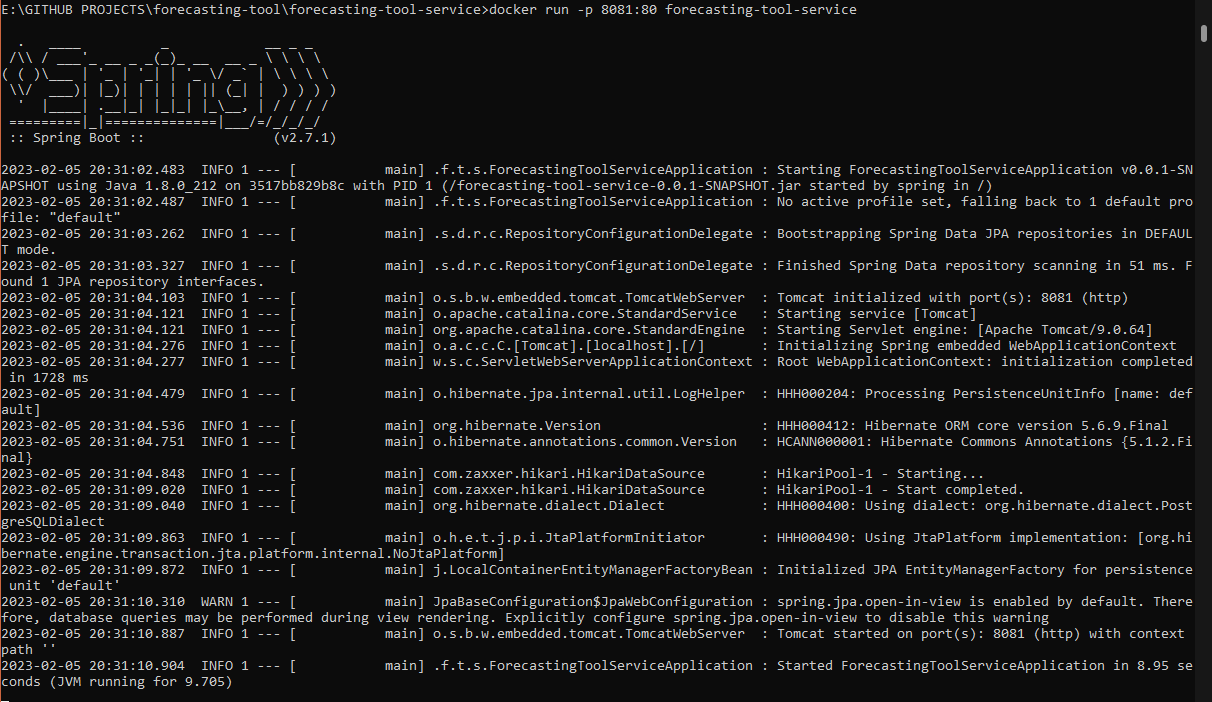 E:\GITHUB PROJECTS\forecasting-tool\forecasting-tool-service>docker run -p 8081:80 forecasting-tool-service
  .   ____          _            __ _ _
 /\\ / ___'_ __ _ _(_)_ __  __ _ \ \ \ \
( ( )\___ | '_ | '_| | '_ \/ _` | \ \ \ \
 \\/  ___)| |_)| | | | | || (_| |  ) ) ) )
  '  |____| .__|_| |_|_| |_\__, | / / / /
 =========|_|==============|___/=/_/_/_/
 :: Spring Boot ::                (v2.7.1)
2023-02-05 20:31:02.483  INFO 1 --- [           main] .f.t.s.ForecastingToolServiceApplication : Starting ForecastingToolServiceApplication v0.0.1-SN
APSHOT using Java 1.8.0_212 on 3517bb829b8c with PID 1 (/forecasting-tool-service-0.0.1-SNAPSHOT.jar started by spring in /)
2023-02-05 20:31:02.487  INFO 1 --- [           main] .f.t.s.ForecastingToolServiceApplication : No active profile set, falling back to 1 default pro
file: "default"
2023-02-05 20:31:03.262  INFO 1 --- [           main] .s.d.r.c.RepositoryConfigurationDelegate : Bootstrapping Spring Data JPA repositories in DEFAUL
T mode.
2023-02-05 20:31:03.327  INFO 1 --- [           main] .s.d.r.c.RepositoryConfigurationDelegate : Finished Spring Data repository scanning in 51 ms. F
ound 1 JPA repository interfaces.
2023-02-05 20:31:04.103  INFO 1 --- [           main] o.s.b.w.embedded.tomcat.TomcatWebServer  : Tomcat initialized with port(s): 8081 (http)
2023-02-05 20:31:04.121  INFO 1 --- [           main] o.apache.catalina.core.StandardService   : Starting service [Tomcat]
2023-02-05 20:31:04.121  INFO 1 --- [           main] org.apache.catalina.core.StandardEngine  : Starting Servlet engine: [Apache Tomcat/9.0.64]
2023-02-05 20:31:04.276  INFO 1 --- [           main] o.a.c.c.C.[Tomcat].[localhost].[/]       : Initializing Spring embedded WebApplicationContext
2023-02-05 20:31:04.277  INFO 1 --- [           main] w.s.c.ServletWebServerApplicationContext : Root WebApplicationContext: initialization completed
 in 1728 ms
2023-02-05 20:31:04.479  INFO 1 --- [           main] o.hibernate.jpa.internal.util.LogHelper  : HHH000204: Processing PersistenceUnitInfo [name: def
ault]
2023-02-05 20:31:04.536  INFO 1 --- [           main] org.hibernate.Version                    : HHH000412: Hibernate ORM core version 5.6.9.Final
2023-02-05 20:31:04.751  INFO 1 --- [           main] o.hibernate.annotations.common.Version   : HCANN000001: Hibernate Commons Annotations {5.1.2.Fi
nal}
2023-02-05 20:31:04.848  INFO 1 --- [           main] com.zaxxer.hikari.HikariDataSource       : HikariPool-1 - Starting...
2023-02-05 20:31:09.020  INFO 1 --- [           main] com.zaxxer.hikari.HikariDataSource       : HikariPool-1 - Start completed.
2023-02-05 20:31:09.040  INFO 1 --- [           main] org.hibernate.dialect.Dialect            : HHH000400: Using dialect: org.hibernate.dialect.Post
greSQLDialect
2023-02-05 20:31:09.863  INFO 1 --- [           main] o.h.e.t.j.p.i.JtaPlatformInitiator       : HHH000490: Using JtaPlatform implementation: [org.hi
bernate.engine.transaction.jta.platform.internal.NoJtaPlatform]
2023-02-05 20:31:09.872  INFO 1 --- [           main] j.LocalContainerEntityManagerFactoryBean : Initialized JPA EntityManagerFactory for persistence
 unit 'default'
2023-02-05 20:31:10.310  WARN 1 --- [           main] JpaBaseConfiguration$JpaWebConfiguration : spring.jpa.open-in-view is enabled by default. There
fore, database queries may be performed during view rendering. Explicitly configure spring.jpa.open-in-view to disable this warning
2023-02-05 20:31:10.887  INFO 1 --- [           main] o.s.b.w.embedded.tomcat.TomcatWebServer  : Tomcat started on port(s): 8081 (http) with context 
path ''
2023-02-05 20:31:10.904  INFO 1 --- [           main] .f.t.s.ForecastingToolServiceApplication : Started ForecastingToolServiceApplication in 8.95 se
conds (JVM running for 9.705)